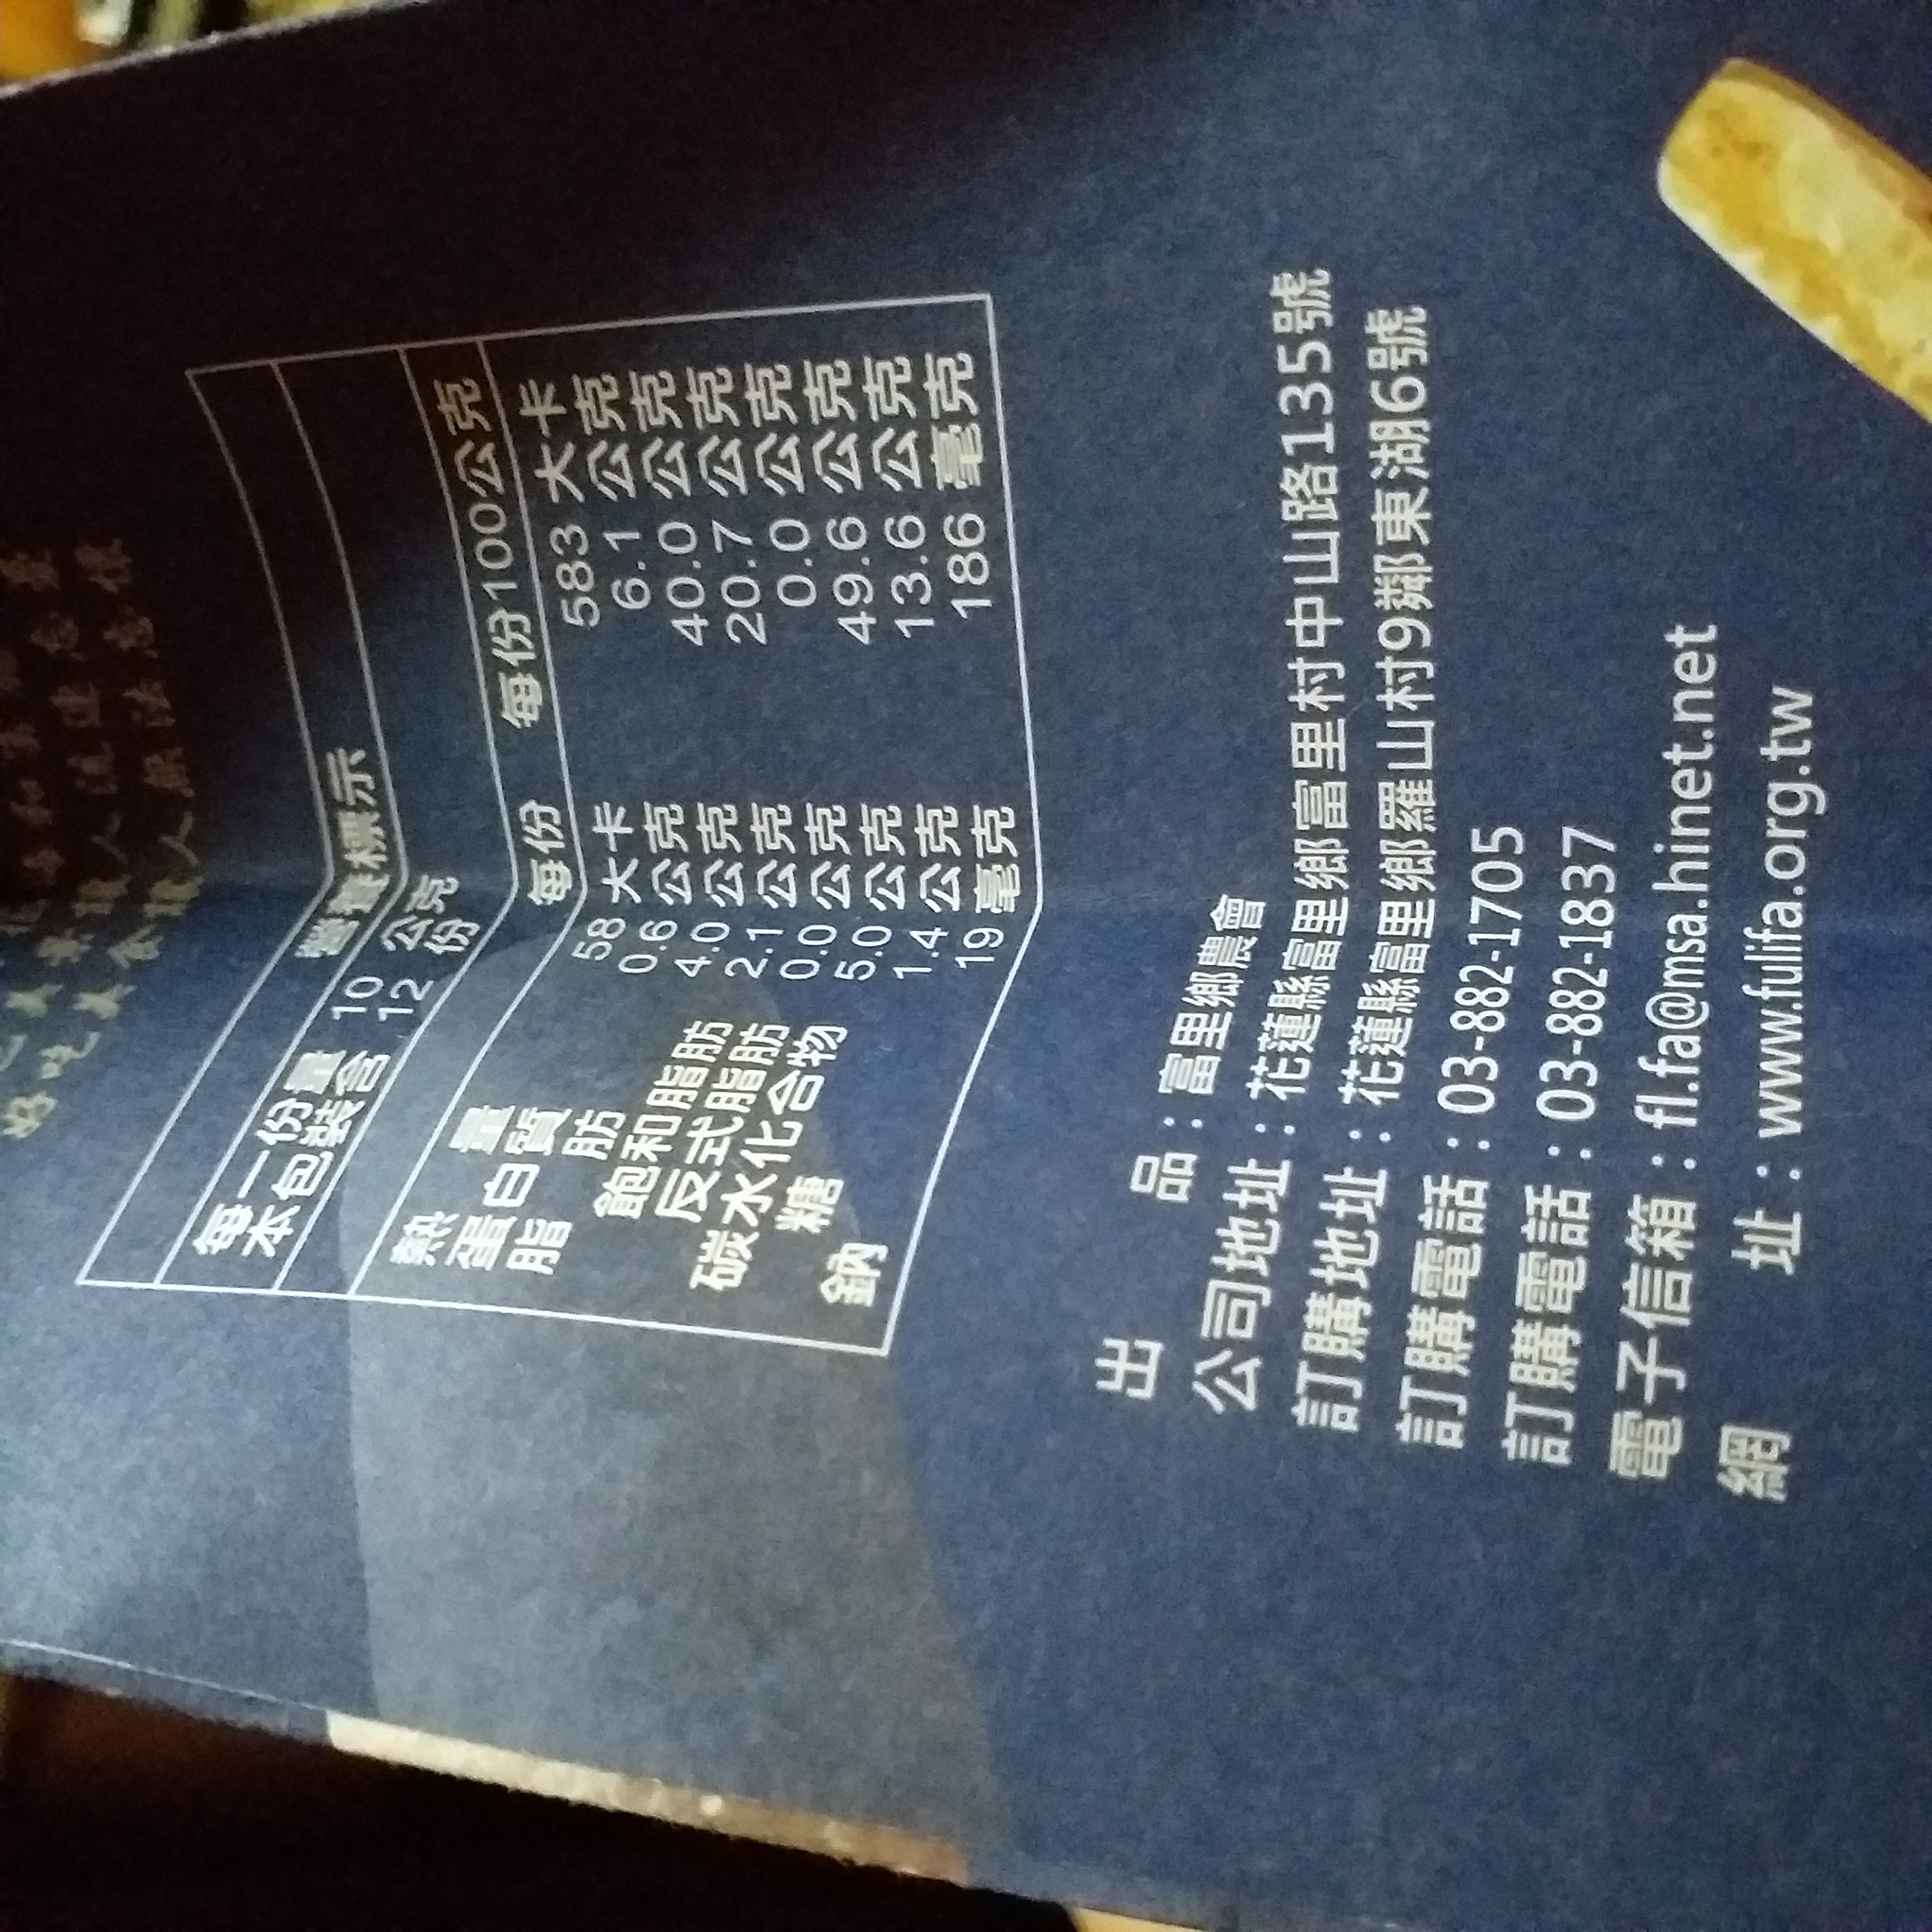 營養標示
每一份量 10 公克
本包裝含 12 份
每份 每份100公克
熱量 58 大卡 583 大卡
蛋白質 0.6 公克 6.1 公克
脂肪 4.0 公克 40.0 公克
飽和脂肪 2.1 公克 20.7 公克
反式脂肪 0.0 公克 0.0 公克
碳水化合物 5.0 公克 49.6 公克
糖 1.4 公克 13.6 公克
鈉 19 毫克 186 毫克
出品：富里鄉農會
公司地址：花蓮縣富里鄉富里村中山路135號
訂購地址：花蓮縣富里鄉羅山村9鄰東湖6號
訂購電話：03-882-1705
訂購電話：03-882-1837
電子信箱：fl.fa@msa.hinet.net
網址：www.fulifa.org.tw